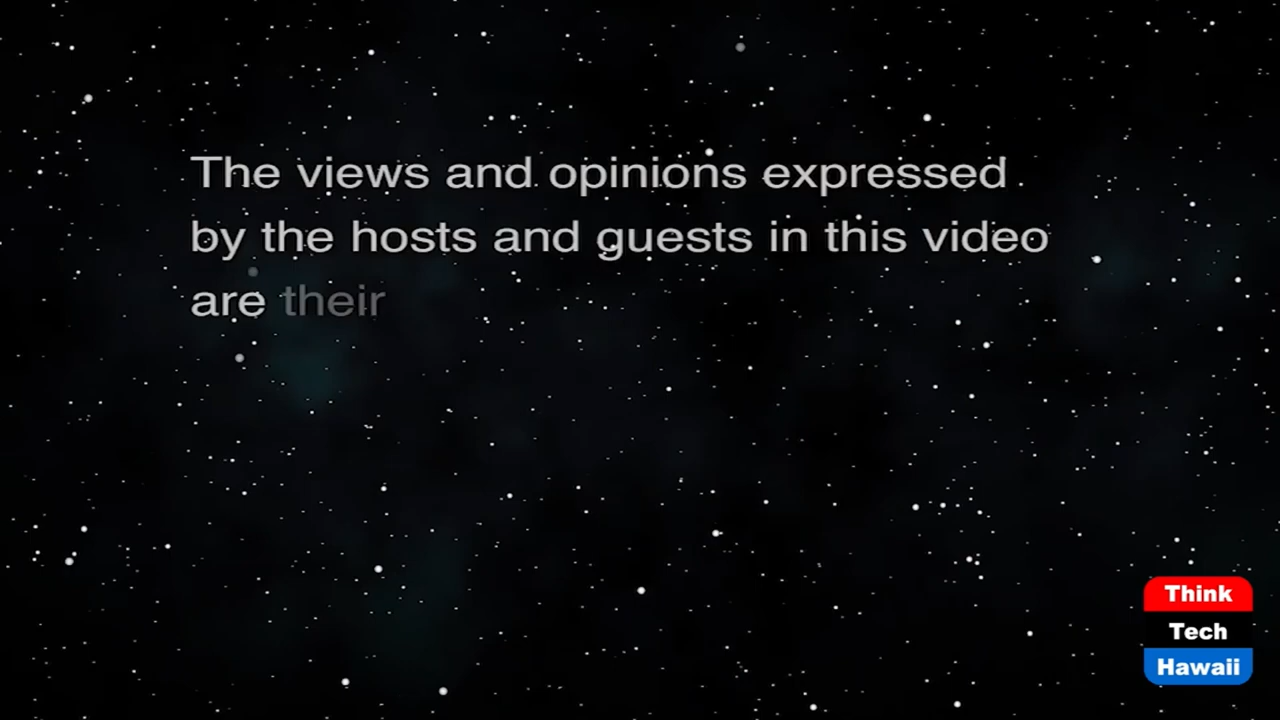 The views and opinions expressed
by the hosts and guests in this video
are their
Think
Tech
Hawaii